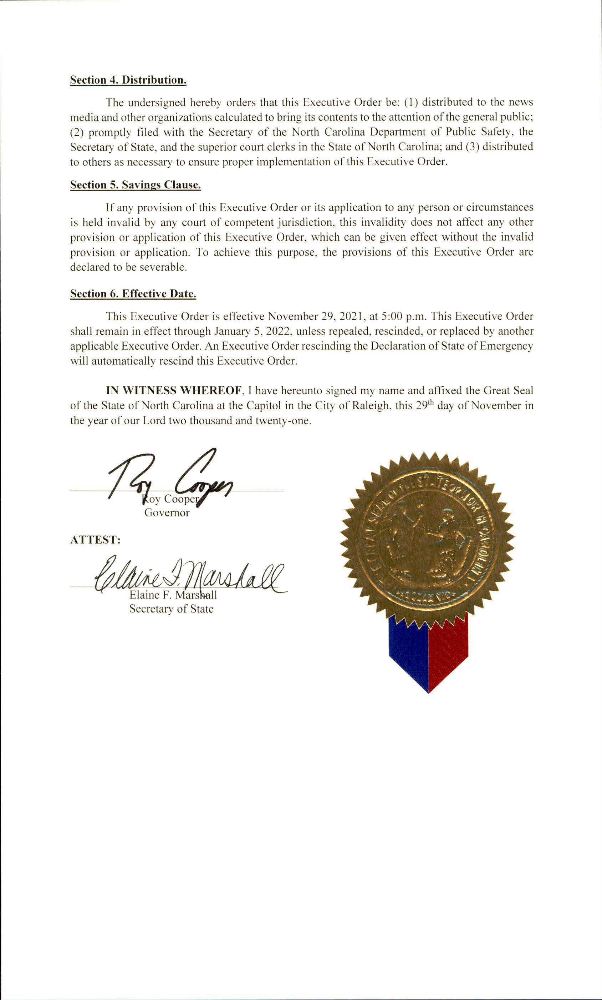 Section 4. Distribution.
The undersigned hereby orders that this Executive Order be: (1) distributed to the news
media and other organizations calculated to bring its contents to the attention of the general public;
(2) promptly filed with the Secretary of the North Carolina Department of Public Safety, the
Secretary of State, and the superior court clerks in the State of North Carolina; and (3) distributed
to others as necessary to ensure proper implementation of this Executive Order.
Section 5. Savings Clause.
If any provision of this Executive Order or its application to any person or circumstances
is held invalid by any court of competent jurisdiction, this invalidity does not affect any other
provision or application of this Executive Order, which can be given effect without the invalid
provision or application. To achieve this purpose, the provisions of this Executive Order are
declared to be severable.
Section 6. Effective Date.
This Executive Order is effective November 29, 2021, at 5:00 p.m. This Executive Order
shall remain in effect through January 5, 2022, unless repealed, rescinded, or replaced by another
applicable Executive Order. An Executive Order rescinding the Declaration of State of Emergency
will automatically rescind this Executive Order.
IN WITNESS WHEREOF, I have hereunto signed my name and affixed the Great Seal
of the State of North Carolina at the Capitol in the City of Raleigh, this 29th day of November in
the year of our Lord two thousand and twenty-one.
Roy Cooper
Roy Cooper
Governor
ATTEST:
Elaine F. Marshall
Elaine F. Marshall
Secretary of State
SEAL OF THE STATE OF NORTH CAROLINA